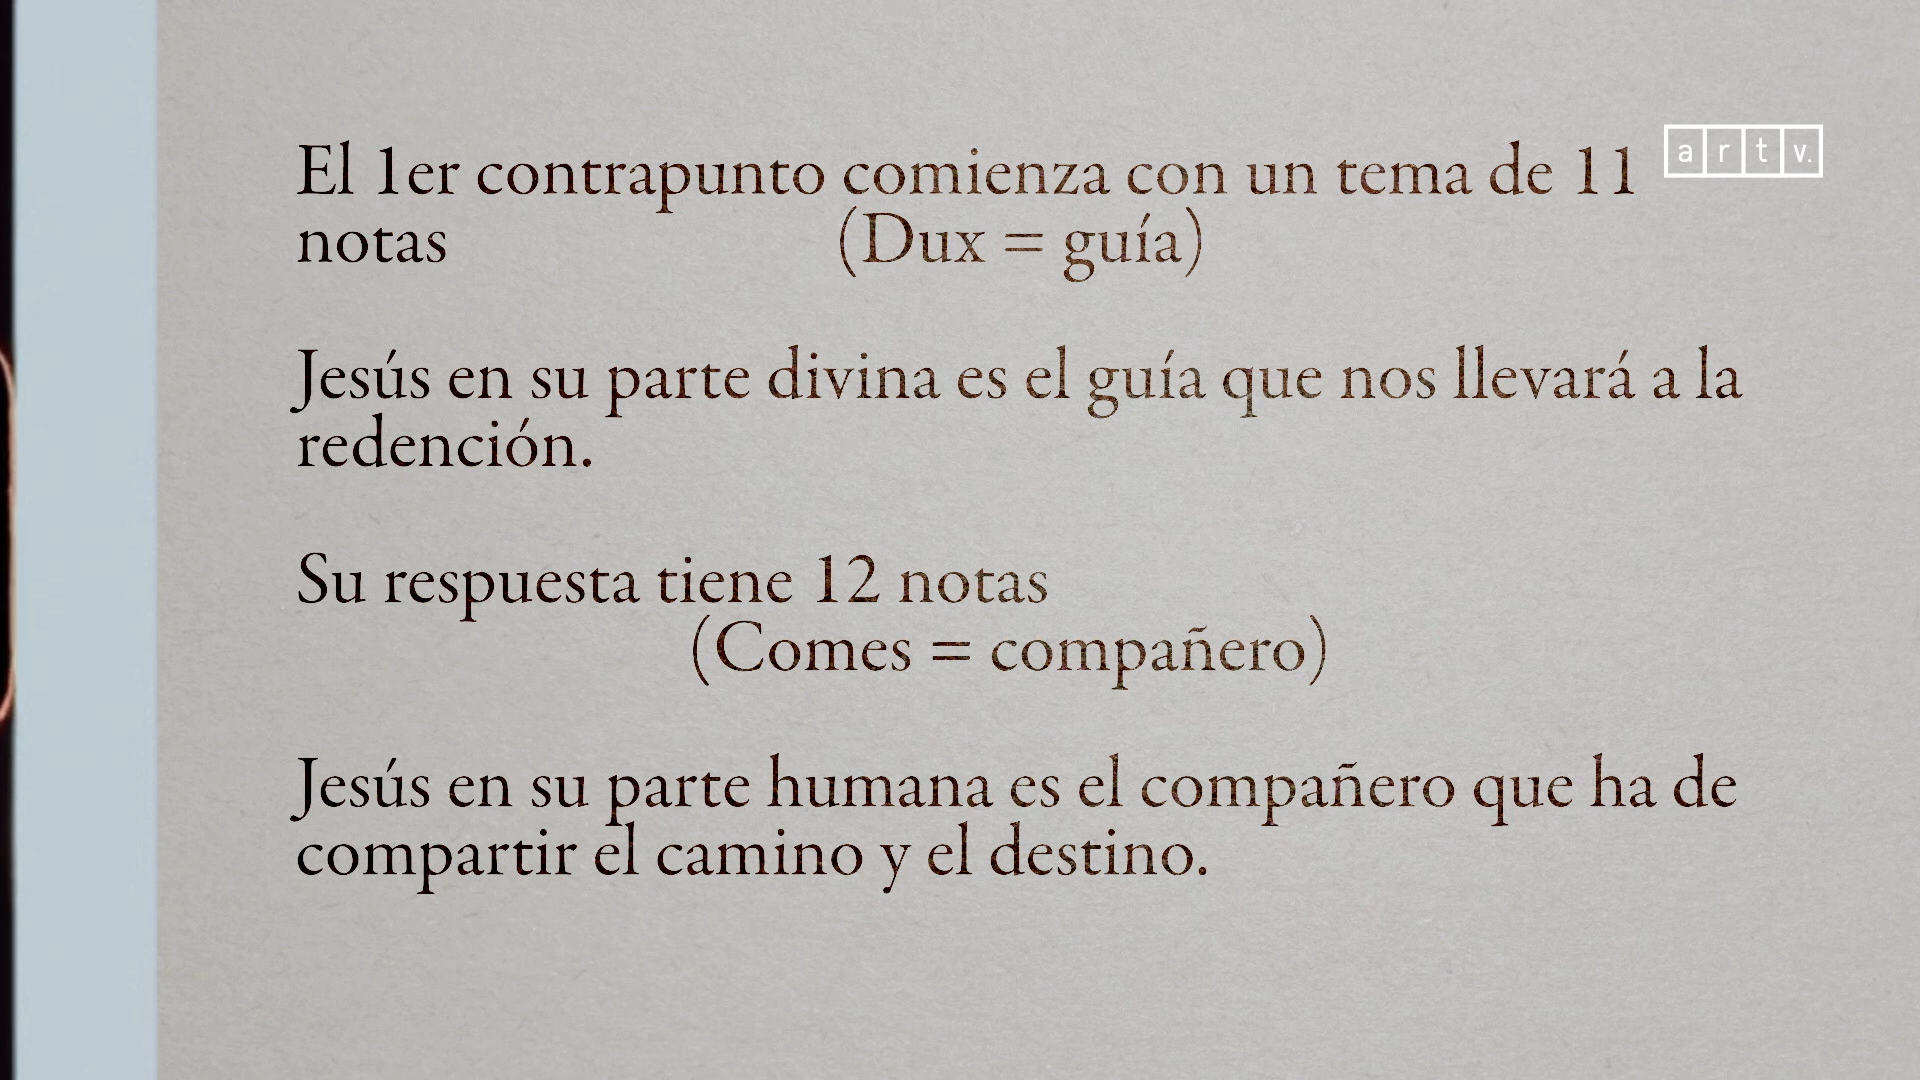 artv.
El 1er contrapunto comienza con un tema de 11
notas (Dux = guía)
Jesús en su parte divina es el guía que nos llevará a la
redención.
Su respuesta tiene 12 notas
(Comes = compañero)
Jesús en su parte humana es el compañero que ha de
compartir el camino y el destino.